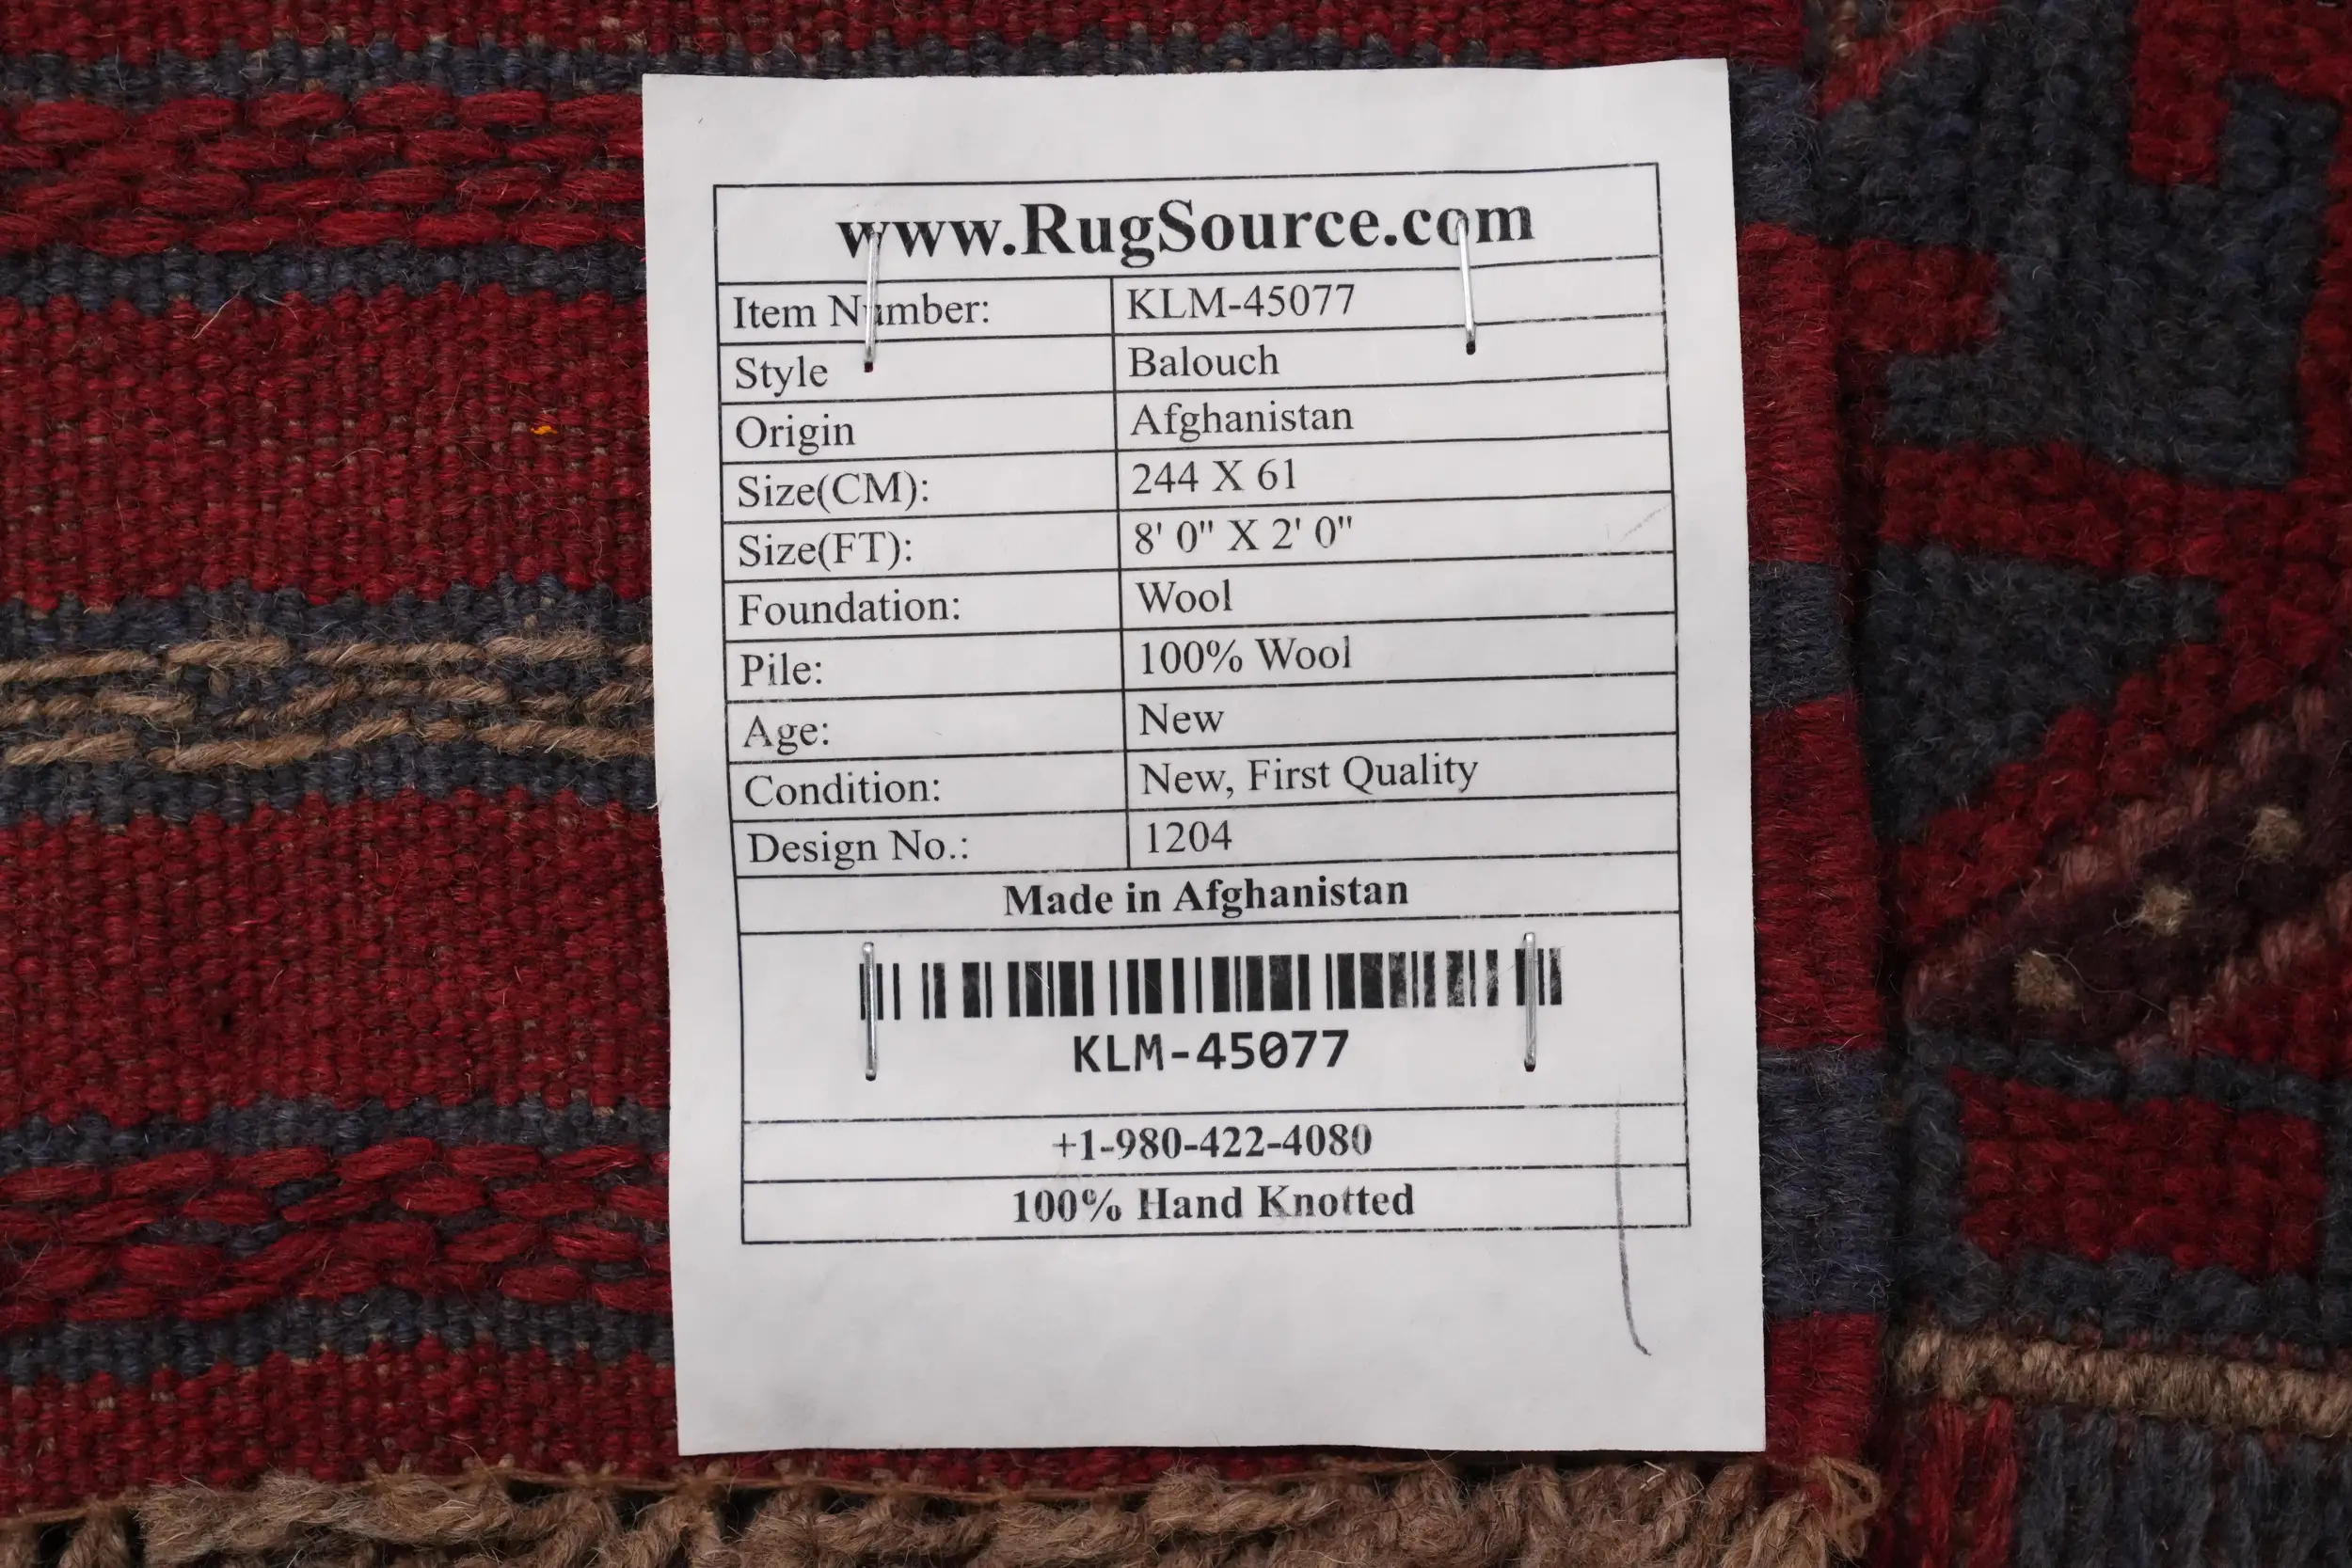 www.RugSource.com
Item Number: KLM-45077
Style Balouch
Origin Afghanistan
Size(CM): 244 X 61
Size(FT): 8' 0" X 2' 0"
Foundation: Wool
Pile: 100% Wool
Age: New
Condition: New, First Quality
Design No.: 1204
Made in Afghanistan
KLM-45077
+1-980-422-4080
100% Hand Knotted